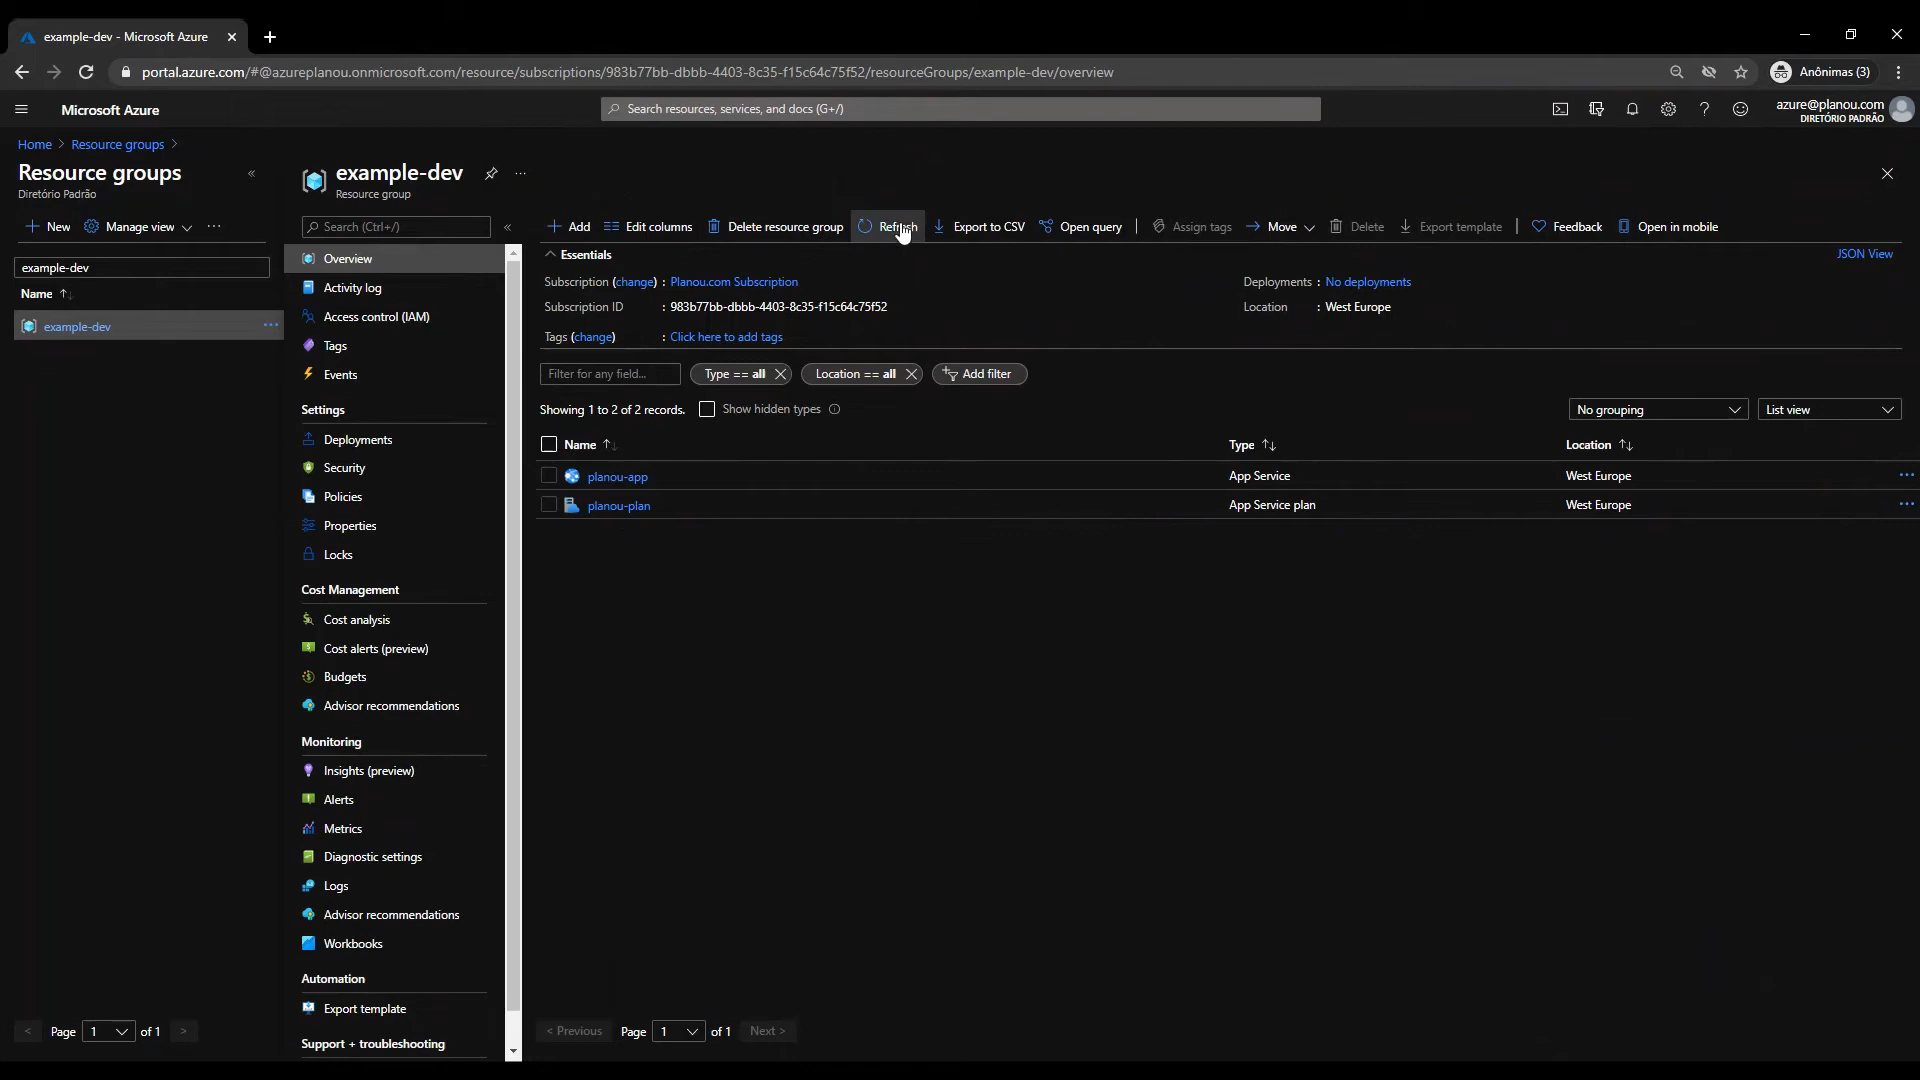 example-dev - Microsoft Azure
portal.azure.com/#@azureplanou.onmicrosoft.com/resource/subscriptions/983b77bb-dbbb-4403-8c35-f15c64c75f52/resourceGroups/example-dev/overview
Anônimas (3)
Microsoft Azure
Search resources, services, and docs (G+/)
azure@planou.com
DIRETÓRIO PADRÃO
Home > Resource groups >
Resource groups
Diretório Padrão
«
New
Manage view
...
example-dev
Name
example-dev
...
Page 1 of 1
example-dev
Resource group
Search (Ctrl+/)
«
Overview
Activity log
Access control (IAM)
Tags
Events
Settings
Deployments
Security
Policies
Properties
Locks
Cost Management
Cost analysis
Cost alerts (preview)
Budgets
Advisor recommendations
Monitoring
Insights (preview)
Alerts
Metrics
Diagnostic settings
Logs
Advisor recommendations
Workbooks
Automation
Export template
Support + troubleshooting
Add
Edit columns
Delete resource group
Refresh
Export to CSV
Open query
Assign tags
Move
Delete
Export template
Feedback
Open in mobile
Essentials
JSON View
Subscription (change) : Planou.com Subscription
Deployments : No deployments
Subscription ID : 983b77bb-dbbb-4403-8c35-f15c64c75f52
Location : West Europe
Tags (change) : Click here to add tags
Filter for any field...
Type == all
Location == all
Add filter
Showing 1 to 2 of 2 records.
Show hidden types
No grouping
List view
Name
Type
Location
planou-app
App Service
West Europe
...
planou-plan
App Service plan
West Europe
...
< Previous
Page 1 of 1
Next >